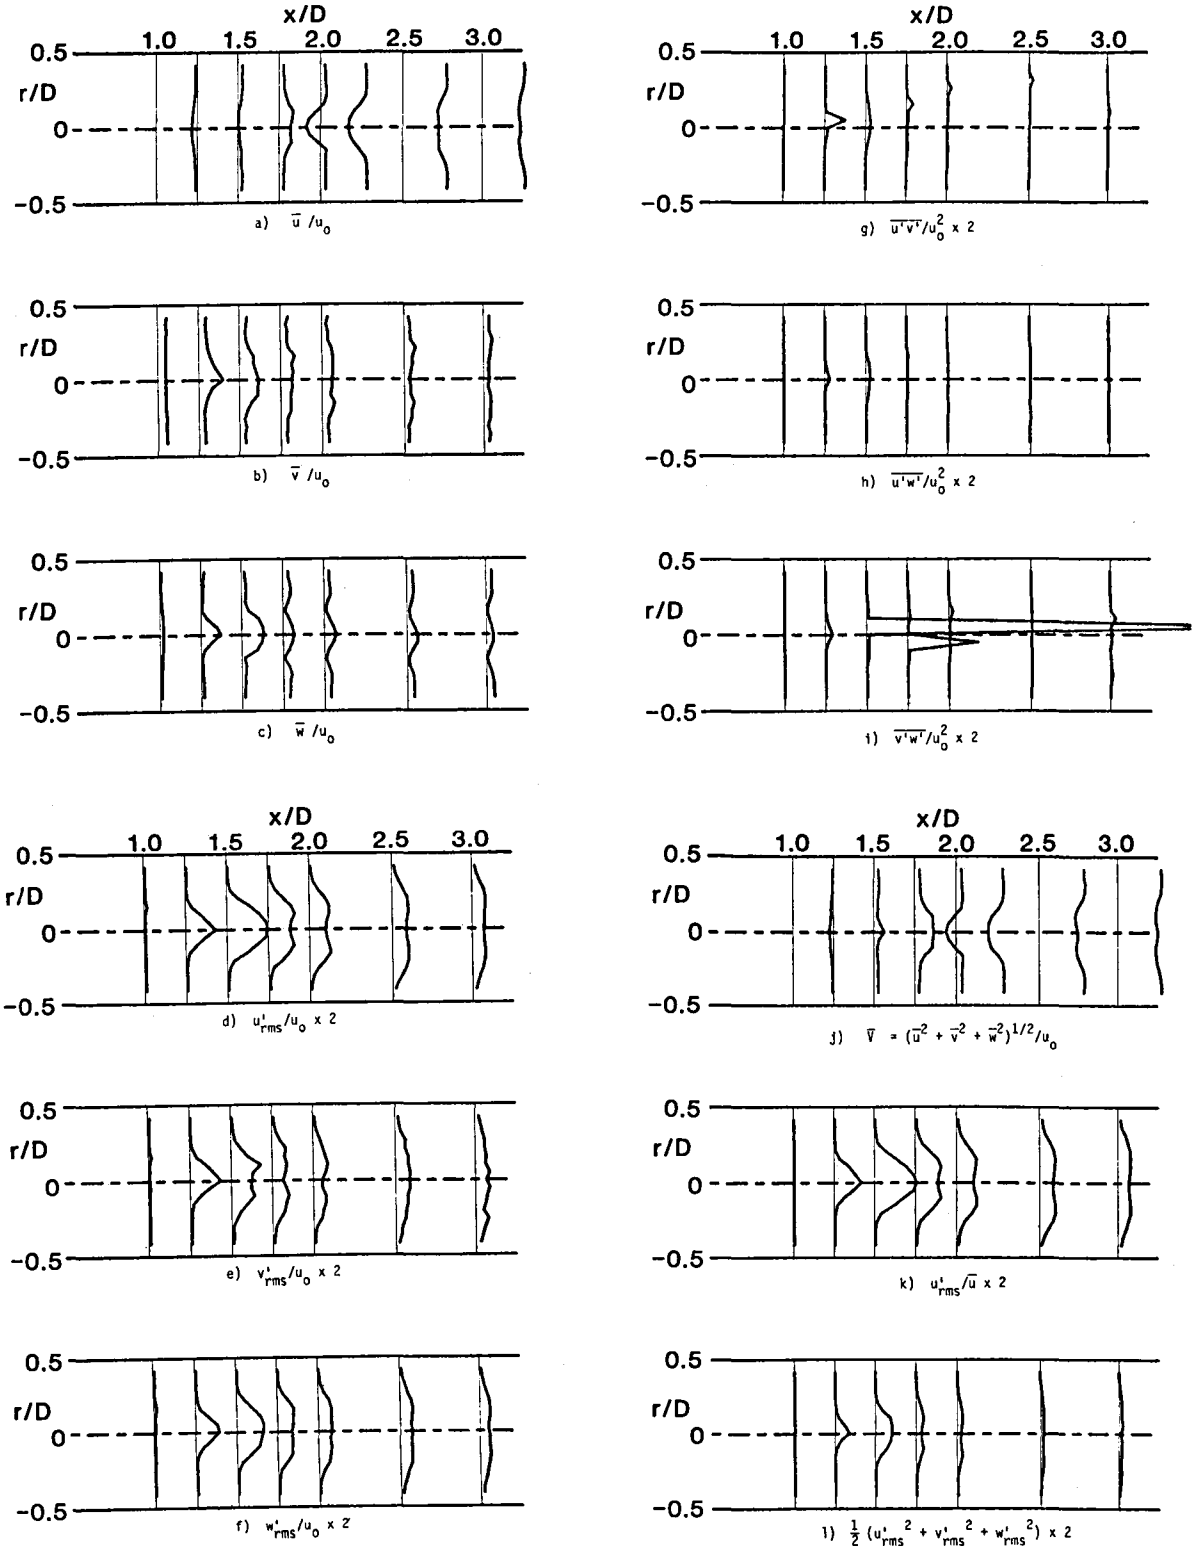 x/D
1.0 1.5 2.0 2.5 3.0
0.5
r/D
0
-0.5
a) u̅ /u₀
0.5
r/D
0
-0.5
b) v̅ /u₀
0.5
r/D
0
-0.5
c) w̅ /u₀
x/D
1.0 1.5 2.0 2.5 3.0
0.5
r/D
0
-0.5
d) u'rms/u₀ x 2
0.5
r/D
0
-0.5
e) v'rms/u₀ x 2
0.5
r/D
0
-0.5
f) w'rms/u₀ x 2
x/D
1.0 1.5 2.0 2.5 3.0
0.5
r/D
0
-0.5
g) u'v'/u₀² x 2
0.5
r/D
0
-0.5
h) u'w'/u₀² x 2
0.5
r/D
0
-0.5
i) v'w'/u₀² x 2
x/D
1.0 1.5 2.0 2.5 3.0
0.5
r/D
0
-0.5
j) V̅ = (u̅² + v̅² + w̅²)1/2/u₀
0.5
r/D
0
-0.5
k) u'rms/u̅ x 2
0.5
r/D
0
-0.5
l) 1/2 (u'rms² + v'rms² + w'rms²) x 2